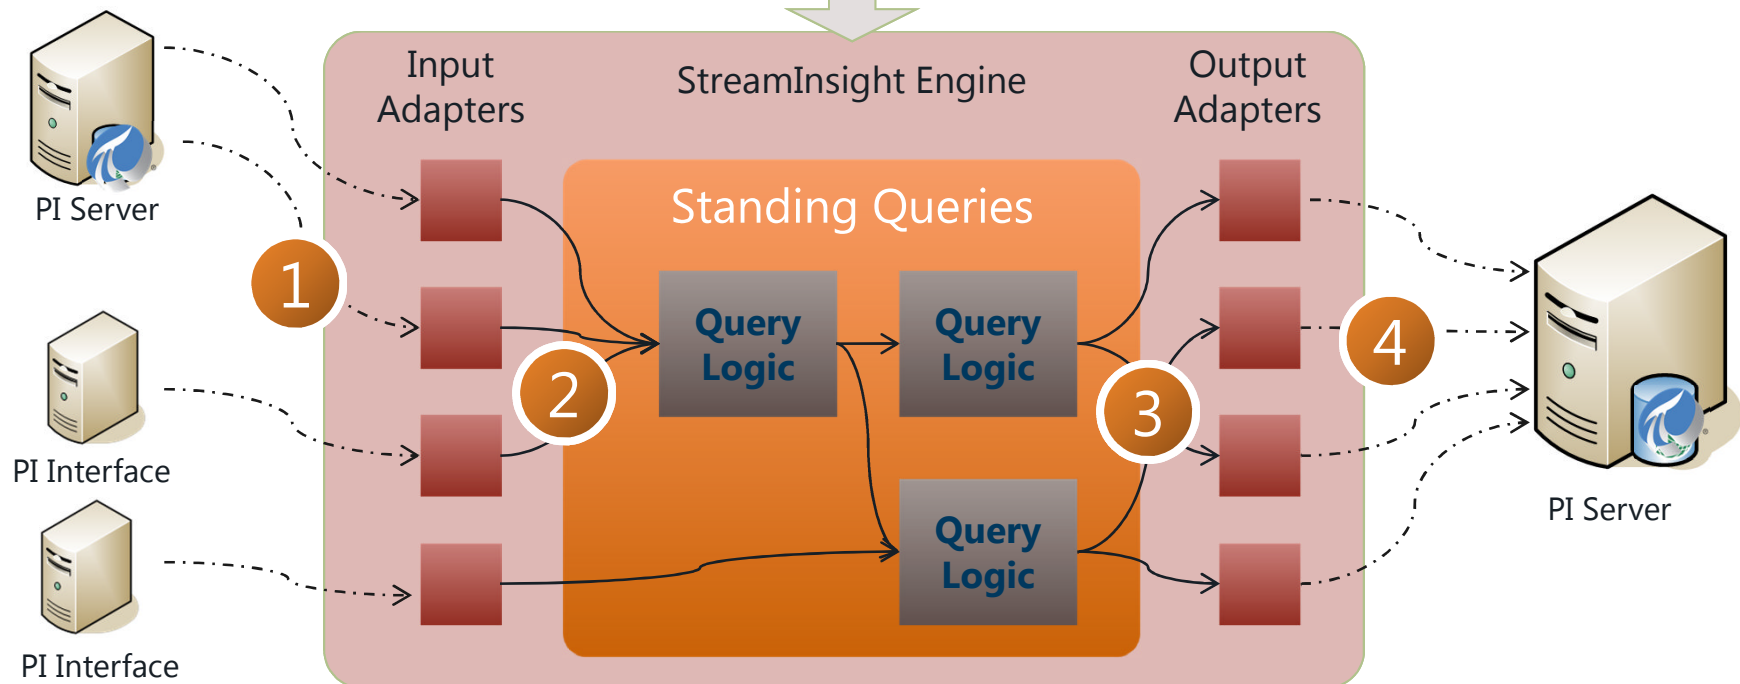 Input
Adapters
StreamInsight Engine
Output
Adapters
PI Server
Standing Queries
1
Query
Logic
Query
Logic
2
3
4
PI Interface
Query
Logic
PI Server
PI Interface